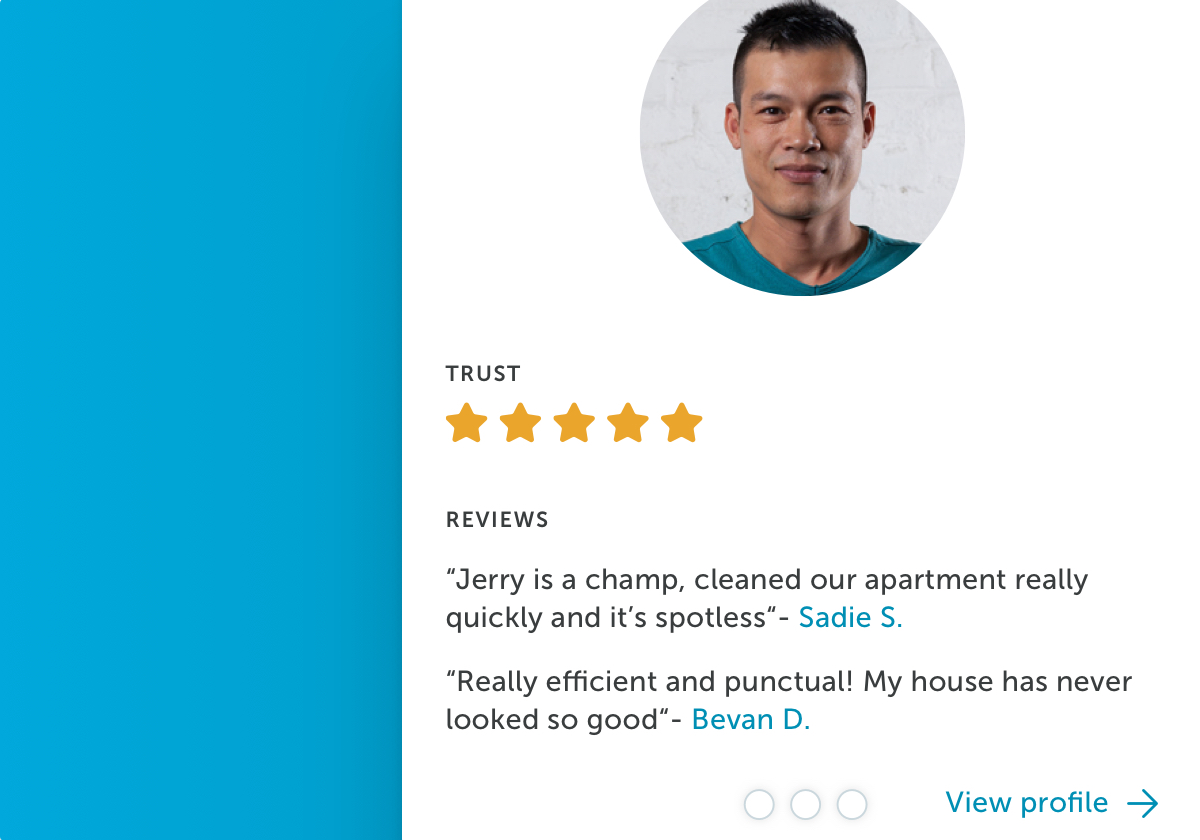 TRUST
REVIEWS
“Jerry is a champ, cleaned our apartment really
quickly and it’s spotless“- Sadie S.
“Really efficient and punctual! My house has never
looked so good“- Bevan D.
View profile